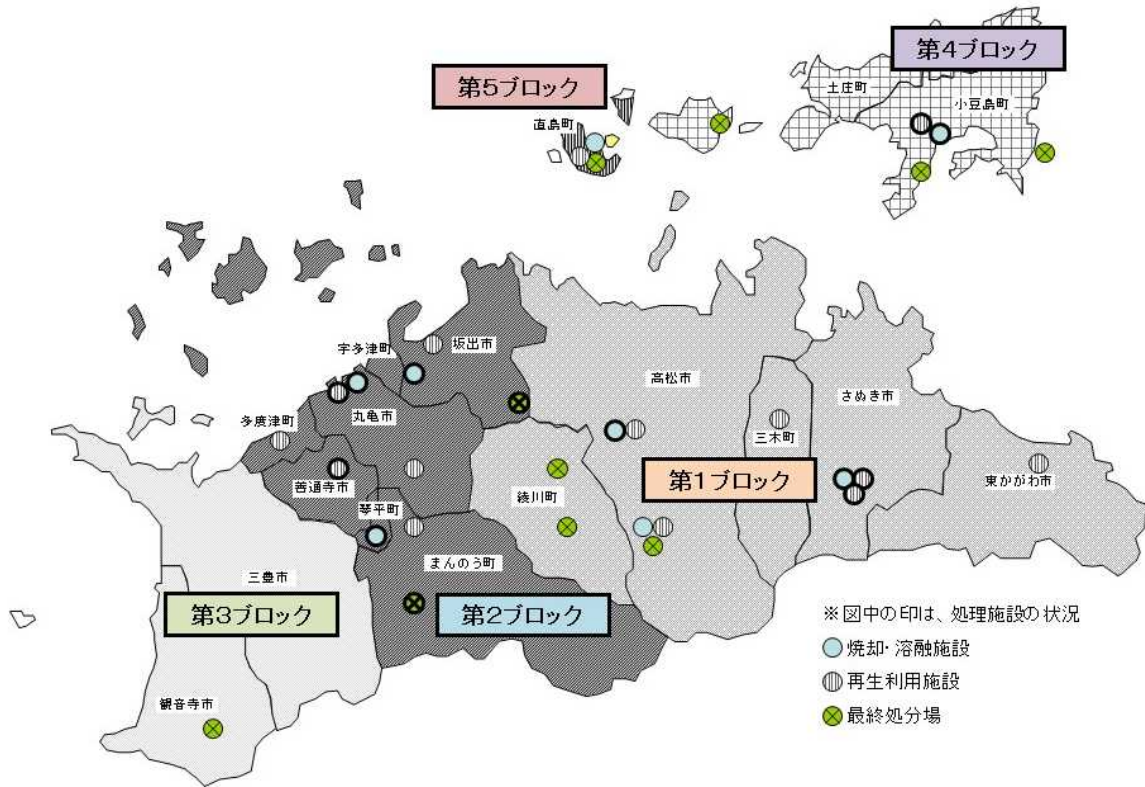 第4ブロック
第5ブロック
土庄町
小豆島町
直島町
宇多津町
坂出市
高松市
さぬき市
丸亀市
多度津町
三木町
善通寺市
第1ブロック
東かがわ市
綾川町
琴平町
まんのう町
三豊市
第3ブロック
第2ブロック
※図中の印は、処理施設の状況
焼却・溶融施設
再生利用施設
観音寺市
最終処分場